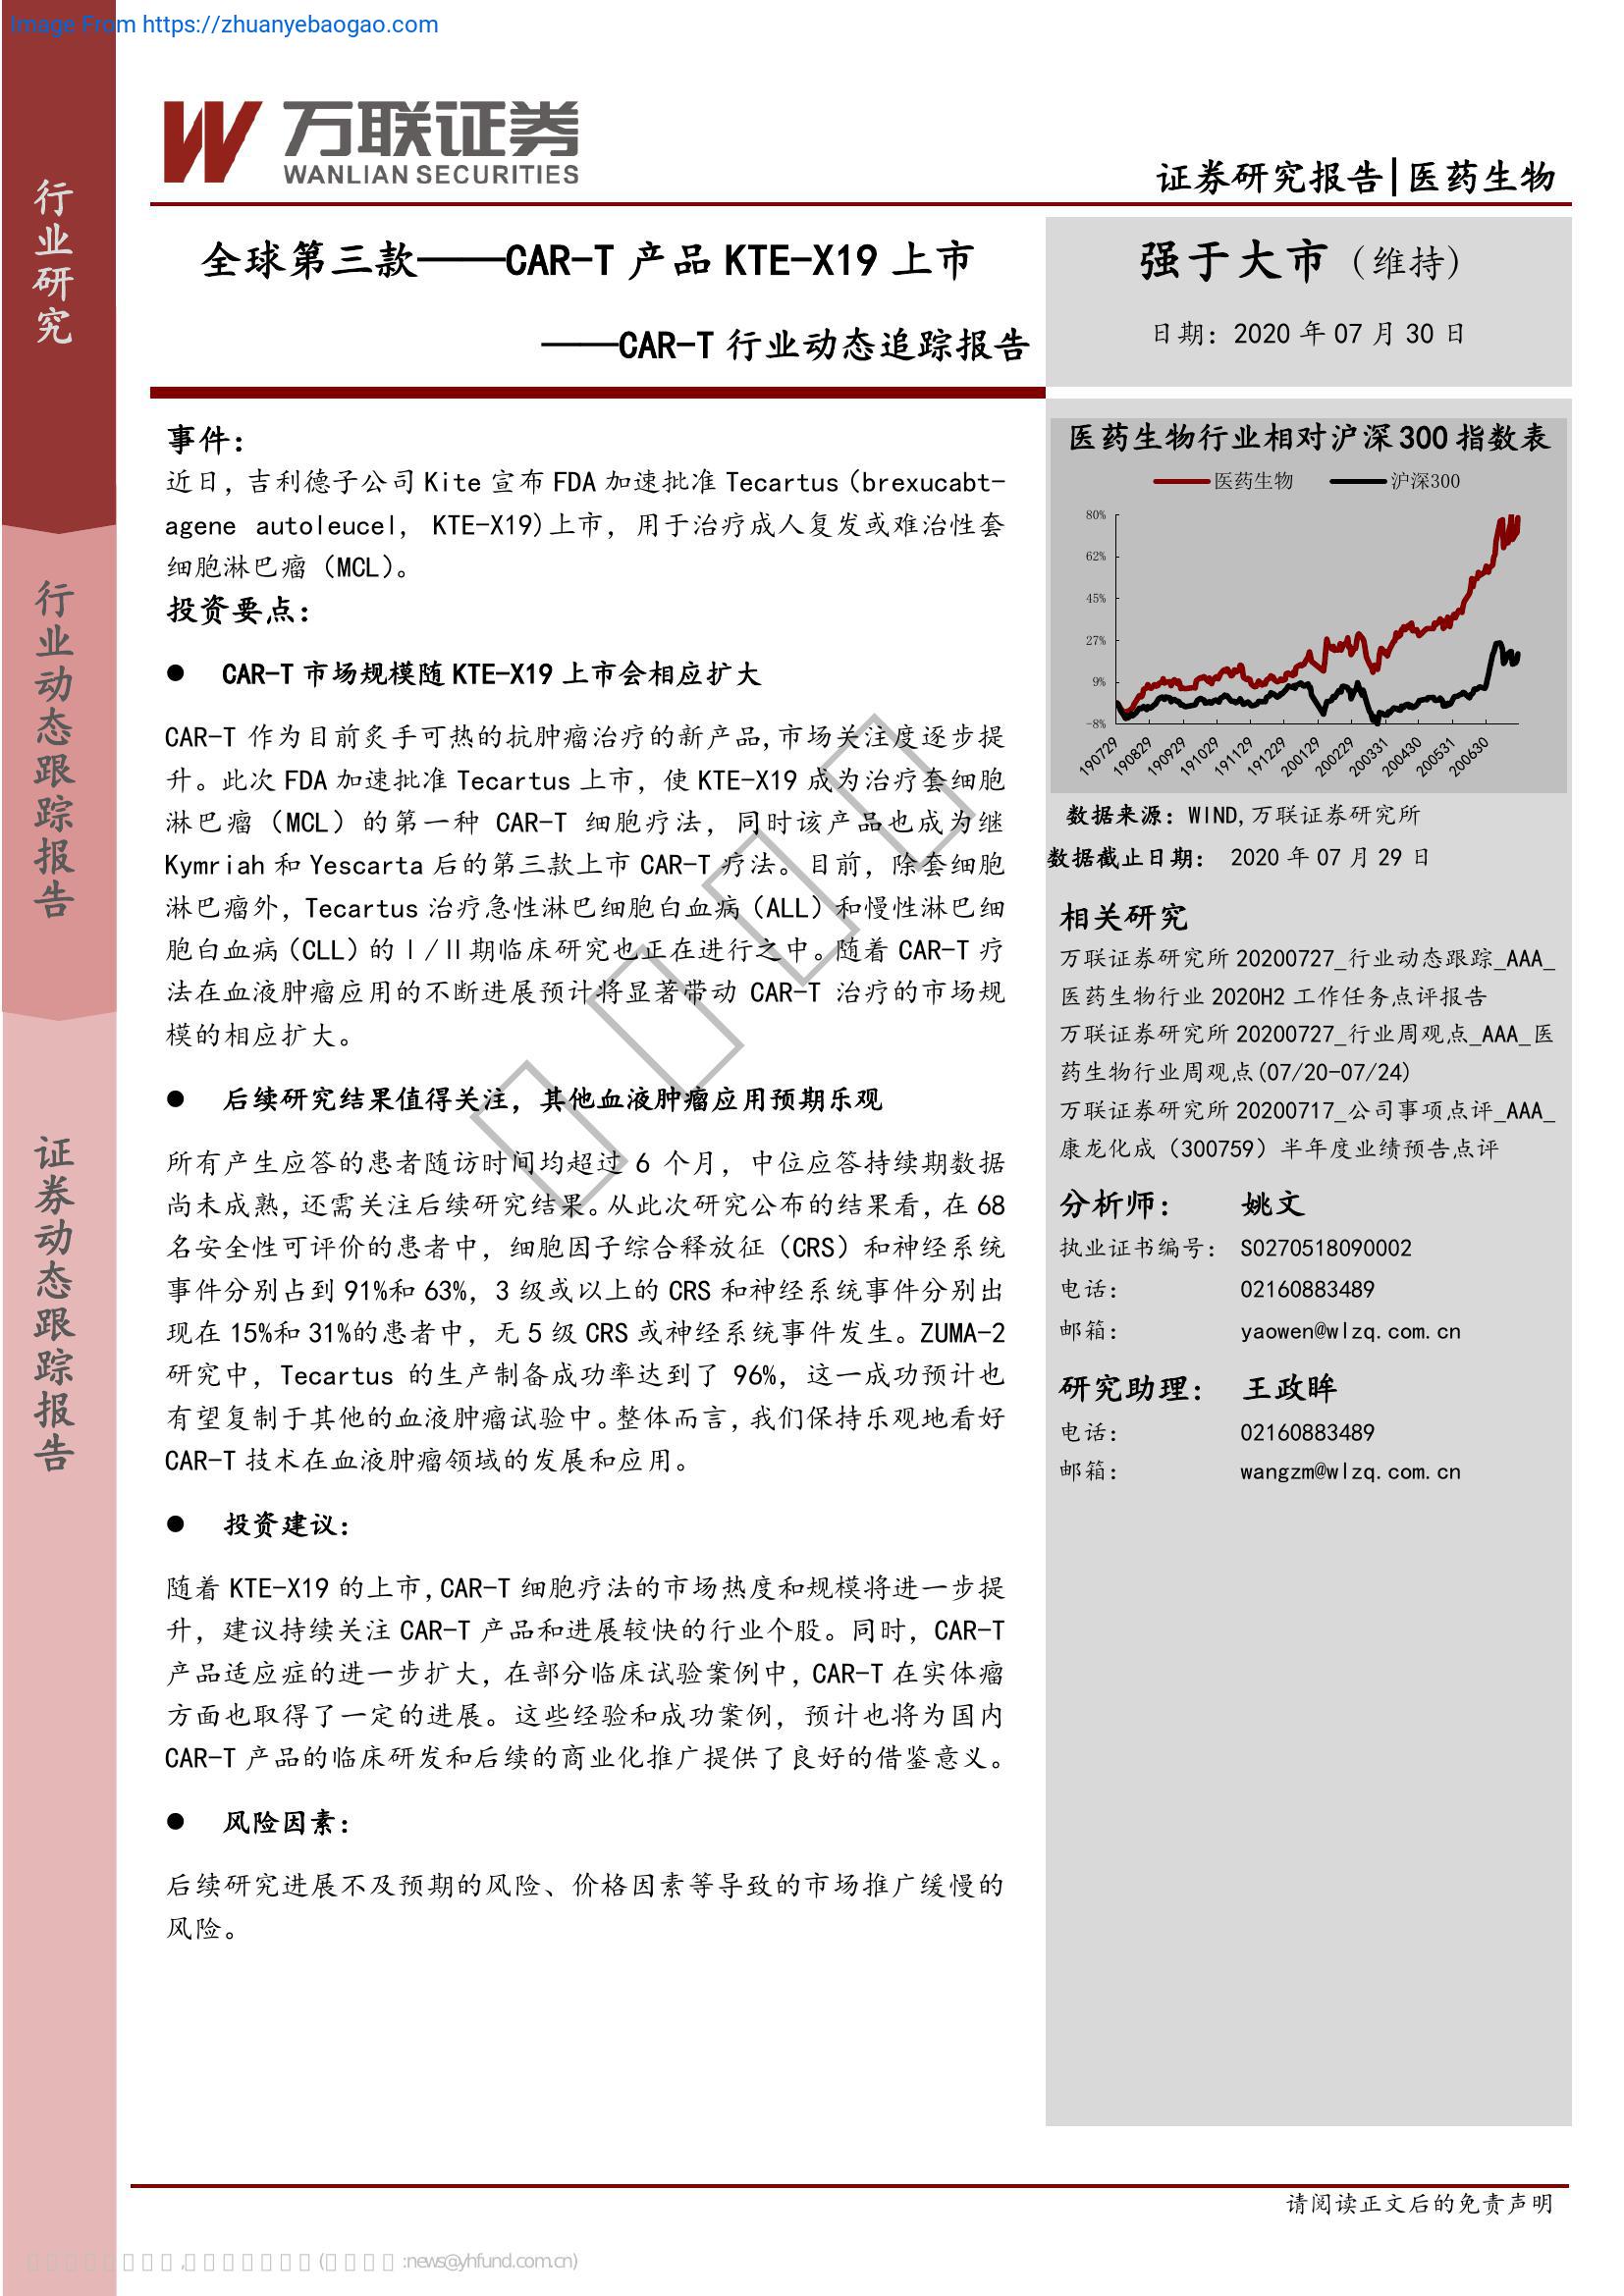 Image From https://zhuanyebaogao.com
万联证券
WANLIAN SECURITIES
证券研究报告|医药生物
行业研究
行业动态跟踪报告
证券动态跟踪报告
全球第三款——CAR-T 产品 KTE-X19 上市
——CAR-T 行业动态追踪报告
强于大市（维持）
日期：2020 年 07 月 30 日
事件：
近日，吉利德子公司 Kite 宣布 FDA 加速批准 Tecartus（brexucabt-
agene autoleucel, KTE-X19)上市，用于治疗成人复发或难治性套
细胞淋巴瘤（MCL）。
投资要点：
● CAR-T 市场规模随 KTE-X19 上市会相应扩大
CAR-T 作为目前炙手可热的抗肿瘤治疗的新产品,市场关注度逐步提
升。此次 FDA 加速批准 Tecartus 上市，使 KTE-X19 成为治疗套细胞
淋巴瘤（MCL）的第一种 CAR-T 细胞疗法，同时该产品也成为继
Kymriah 和 Yescarta 后的第三款上市 CAR-T 疗法。目前，除套细胞
淋巴瘤外，Tecartus 治疗急性淋巴细胞白血病（ALL）和慢性淋巴细
胞白血病（CLL）的Ⅰ/Ⅱ期临床研究也正在进行之中。随着 CAR-T 疗
法在血液肿瘤应用的不断进展预计将显著带动 CAR-T 治疗的市场规
模的相应扩大。
● 后续研究结果值得关注，其他血液肿瘤应用预期乐观
所有产生应答的患者随访时间均超过 6 个月，中位应答持续期数据
尚未成熟，还需关注后续研究结果。从此次研究公布的结果看，在 68
名安全性可评价的患者中，细胞因子综合释放征（CRS）和神经系统
事件分别占到 91%和 63%，3 级或以上的 CRS 和神经系统事件分别出
现在 15%和 31%的患者中，无 5 级 CRS 或神经系统事件发生。ZUMA-2
研究中，Tecartus 的生产制备成功率达到了 96%，这一成功预计也
有望复制于其他的血液肿瘤试验中。整体而言，我们保持乐观地看好
CAR-T 技术在血液肿瘤领域的发展和应用。
● 投资建议：
随着 KTE-X19 的上市，CAR-T 细胞疗法的市场热度和规模将进一步提
升，建议持续关注 CAR-T 产品和进展较快的行业个股。同时，CAR-T
产品适应症的进一步扩大，在部分临床试验案例中，CAR-T 在实体瘤
方面也取得了一定的进展。这些经验和成功案例，预计也将为国内
CAR-T 产品的临床研发和后续的商业化推广提供了良好的借鉴意义。
● 风险因素：
后续研究进展不及预期的风险、价格因素等导致的市场推广缓慢的
风险。
医药生物行业相对沪深 300 指数表
医药生物 沪深300
80%
62%
45%
27%
9%
-8%
190729 190829 190929 191029 191129 191229 200129 200229 200331 200430 200531 200630
数据来源：WIND,万联证券研究所
数据截止日期： 2020 年 07 月 29 日
相关研究
万联证券研究所 20200727_行业动态跟踪_AAA_
医药生物行业 2020H2 工作任务点评报告
万联证券研究所 20200727_行业周观点_AAA_医
药生物行业周观点(07/20-07/24)
万联证券研究所 20200717_公司事项点评_AAA_
康龙化成（300759）半年度业绩预告点评
分析师： 姚文
执业证书编号： S0270518090002
电话： 02160883489
邮箱： yaowen@wlzq.com.cn
研究助理： 王政眸
电话： 02160883489
邮箱： wangzm@wlzq.com.cn
请阅读正文后的免责声明
:news@yhfund.com.cn)